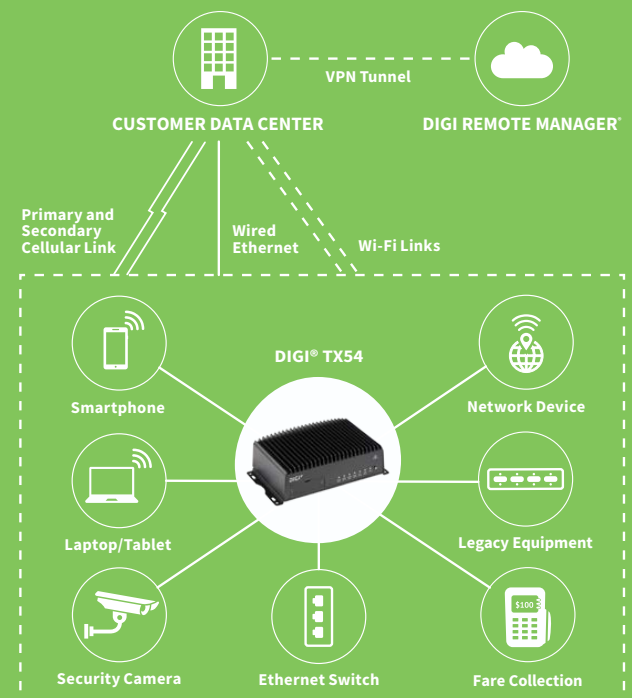 VPN Tunnel
CUSTOMER DATA CENTER
DIGI REMOTE MANAGER®
Primary and
Secondary
Cellular Link
Wired
Ethernet
Wi-Fi Links
DIGI® TX54
Smartphone
Network Device
DIGI
Laptop/Tablet
Legacy Equipment
$100
Security Camera
Ethernet Switch
Fare Collection